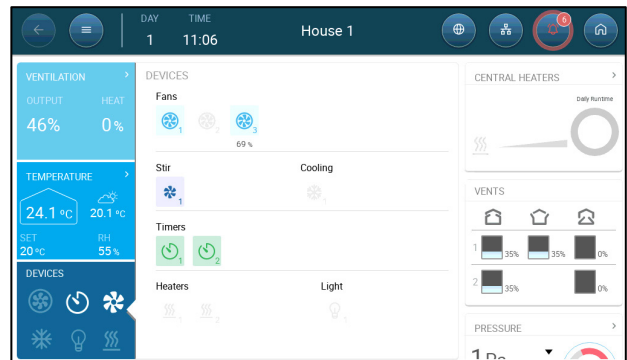 DAY TIME
1 11:06
House 1
6
VENTILATION
OUTPUT HEAT
46% 0%
TEMPERATURE
24.1 °C 20.1 °C
SET RH
20 °C 55 %
DEVICES
DEVICES
Fans
1 2 3
69 %
Stir Cooling
1 1
Timers
1 2
Heaters Light
1 2 1
CENTRAL HEATERS
Daily Runtime
VENTS
1 35% 35% 0%
2 35% 0%
PRESSURE